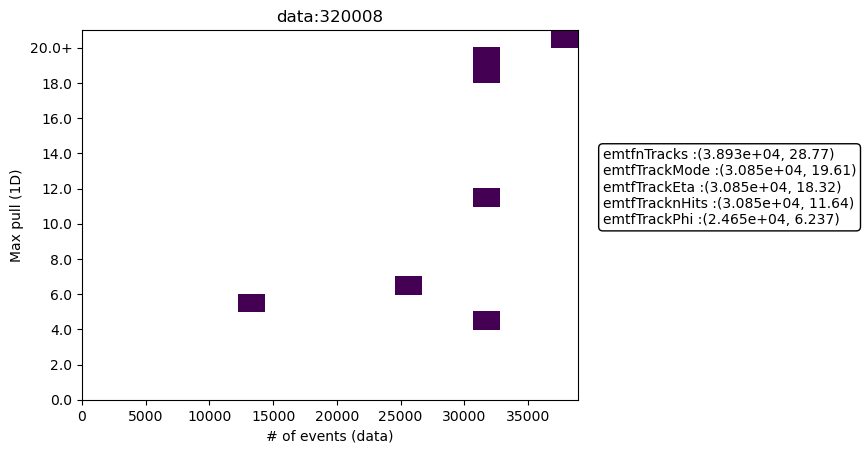 data:320008
20.0+
18.0
16.0
14.0
12.0
10.0
8.0
6.0
4.0
2.0
0.0
Max pull (1D)
0 5000 10000 15000 20000 25000 30000 35000
# of events (data)
emtfnTracks :(3.893e+04, 28.77)
emtfTrackMode :(3.085e+04, 19.61)
emtfTrackEta :(3.085e+04, 18.32)
emtfTracknHits :(3.085e+04, 11.64)
emtfTrackPhi :(2.465e+04, 6.237)